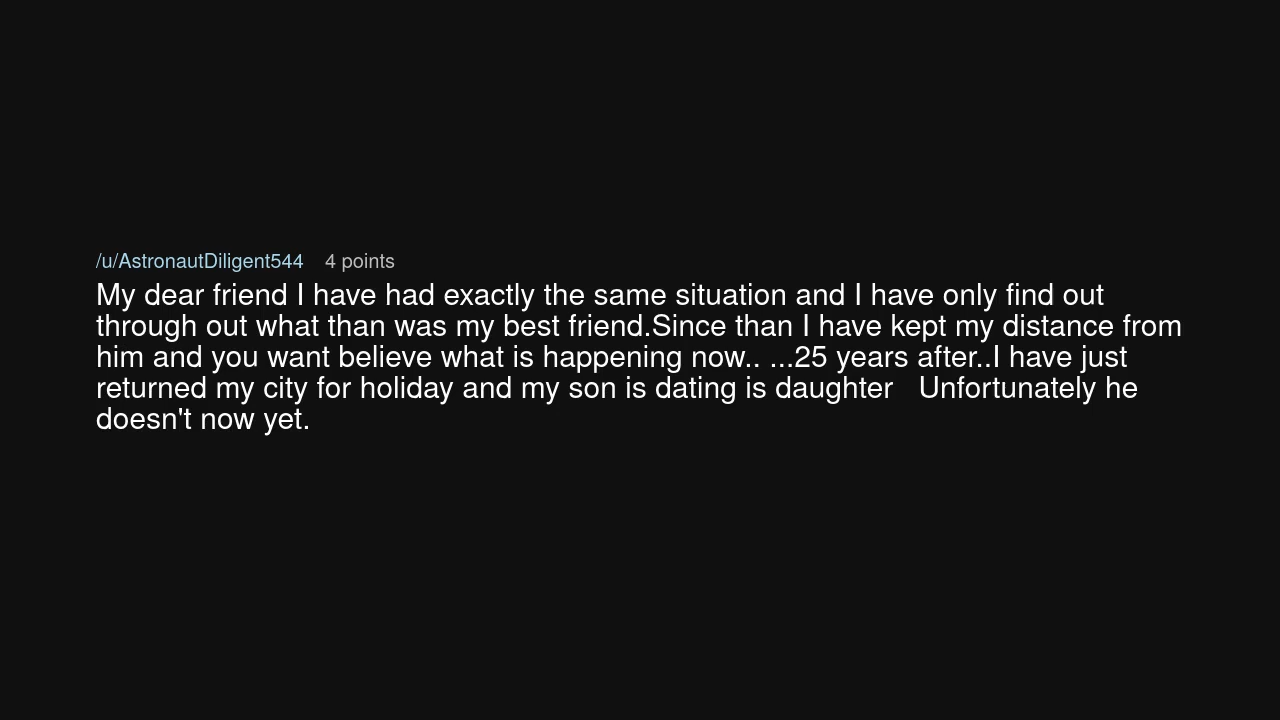 /u/AstronautDiligent544 4 points
My dear friend I have had exactly the same situation and I have only find out
through out what than was my best friend.Since than I have kept my distance from
him and you want believe what is happening now.. ...25 years after..I have just
returned my city for holiday and my son is dating is daughter   Unfortunately he
doesn't now yet.